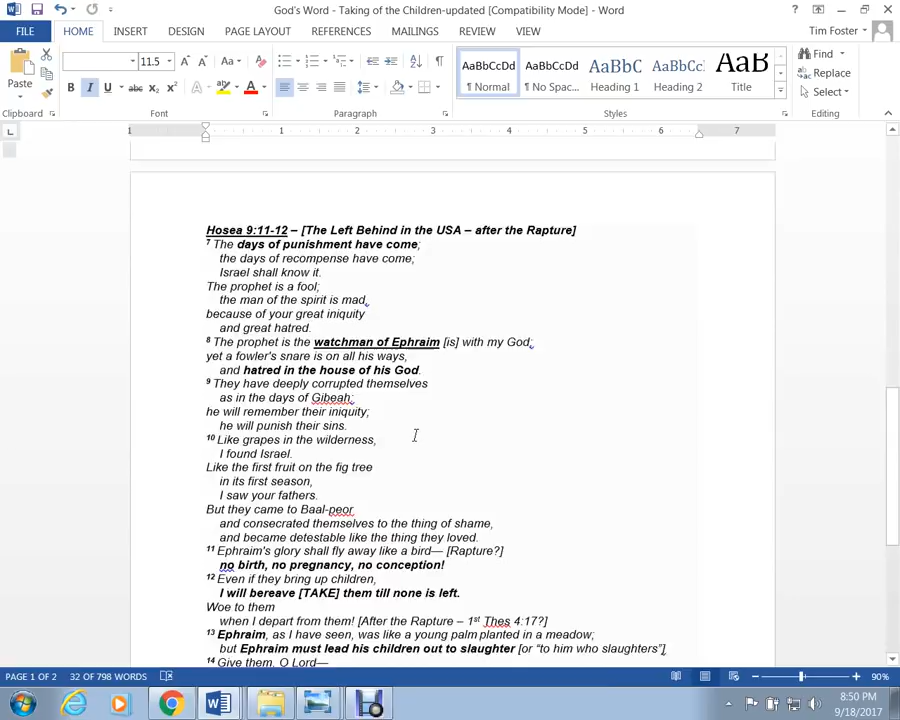 God's Word - Taking of the Children-updated [Compatibility Mode] - Word
FILE HOME INSERT DESIGN PAGE LAYOUT REFERENCES MAILINGS REVIEW VIEW Tim Foster
Paste
11.5
Aa
B I U abc x₂ x² A A
AaBbCcDd AaBbCcDd AaBbC AaBbCc AaB
¶ Normal ¶ No Spac... Heading 1 Heading 2 Title
Find
Replace
Select
Clipboard Font Paragraph Styles Editing
1 1 2 3 4 5 6 7
Hosea 9:11-12 – [The Left Behind in the USA – after the Rapture]
7 The days of punishment have come;
the days of recompense have come;
Israel shall know it.
The prophet is a fool;
the man of the spirit is mad,
because of your great iniquity
and great hatred.
8 The prophet is the watchman of Ephraim [is] with my God;
yet a fowler's snare is on all his ways,
and hatred in the house of his God.
9 They have deeply corrupted themselves
as in the days of Gibeah;
he will remember their iniquity;
he will punish their sins.
10 Like grapes in the wilderness,
I found Israel.
Like the first fruit on the fig tree
in its first season,
I saw your fathers.
But they came to Baal-peor
and consecrated themselves to the thing of shame,
and became detestable like the thing they loved.
11 Ephraim's glory shall fly away like a bird— [Rapture?]
no birth, no pregnancy, no conception!
12 Even if they bring up children,
I will bereave [TAKE] them till none is left.
Woe to them
when I depart from them! [After the Rapture – 1st Thes 4:17?]
13 Ephraim, as I have seen, was like a young palm planted in a meadow;
but Ephraim must lead his children out to slaughter [or “to him who slaughters”]
14 Give them, O Lord—
PAGE 1 OF 2 32 OF 798 WORDS 90%
8:50 PM
9/18/2017